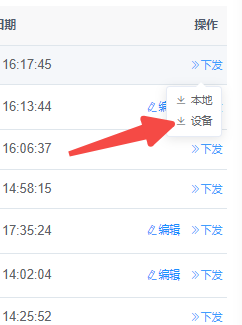 日期 操作
16:17:45 下发
本地
16:13:44 编
设备
16:06:37 下发
14:58:15 下发
17:35:24 编辑 下发
14:02:04 编辑 下发
14:25:52 下发